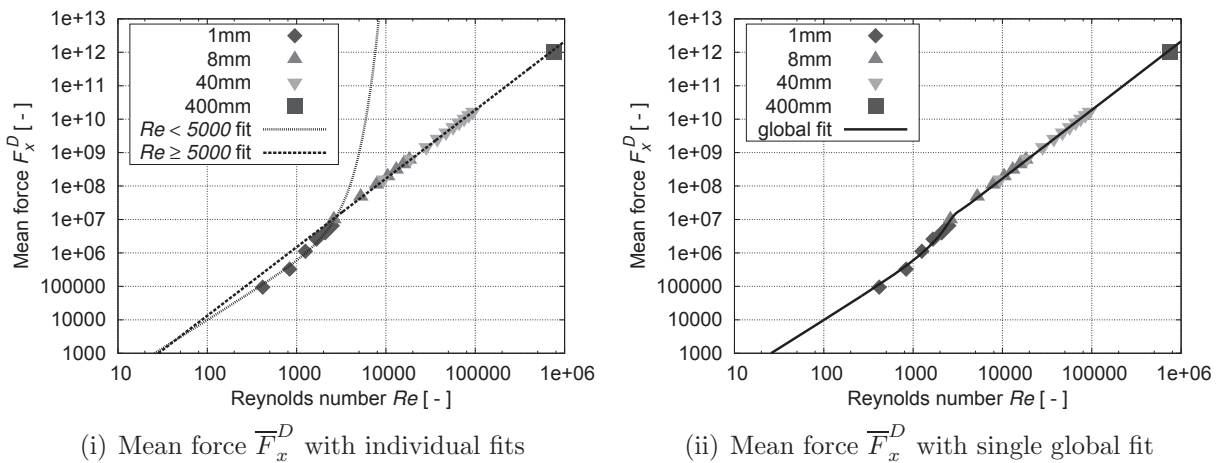 1e+13
1e+12
1e+11
1e+10
1e+09
1e+08
1e+07
1e+06
100000
10000
1000
Mean force F_x^D [ - ]
1mm
8mm
40mm
400mm
Re < 5000 fit
Re ≥ 5000 fit
10 100 1000 10000 100000 1e+06
Reynolds number Re [ - ]
(i) Mean force F̅_x^D with individual fits
1e+13
1e+12
1e+11
1e+10
1e+09
1e+08
1e+07
1e+06
100000
10000
1000
Mean force F_x^D [ - ]
1mm
8mm
40mm
400mm
global fit
10 100 1000 10000 100000 1e+06
Reynolds number Re [ - ]
(ii) Mean force F̅_x^D with single global fit